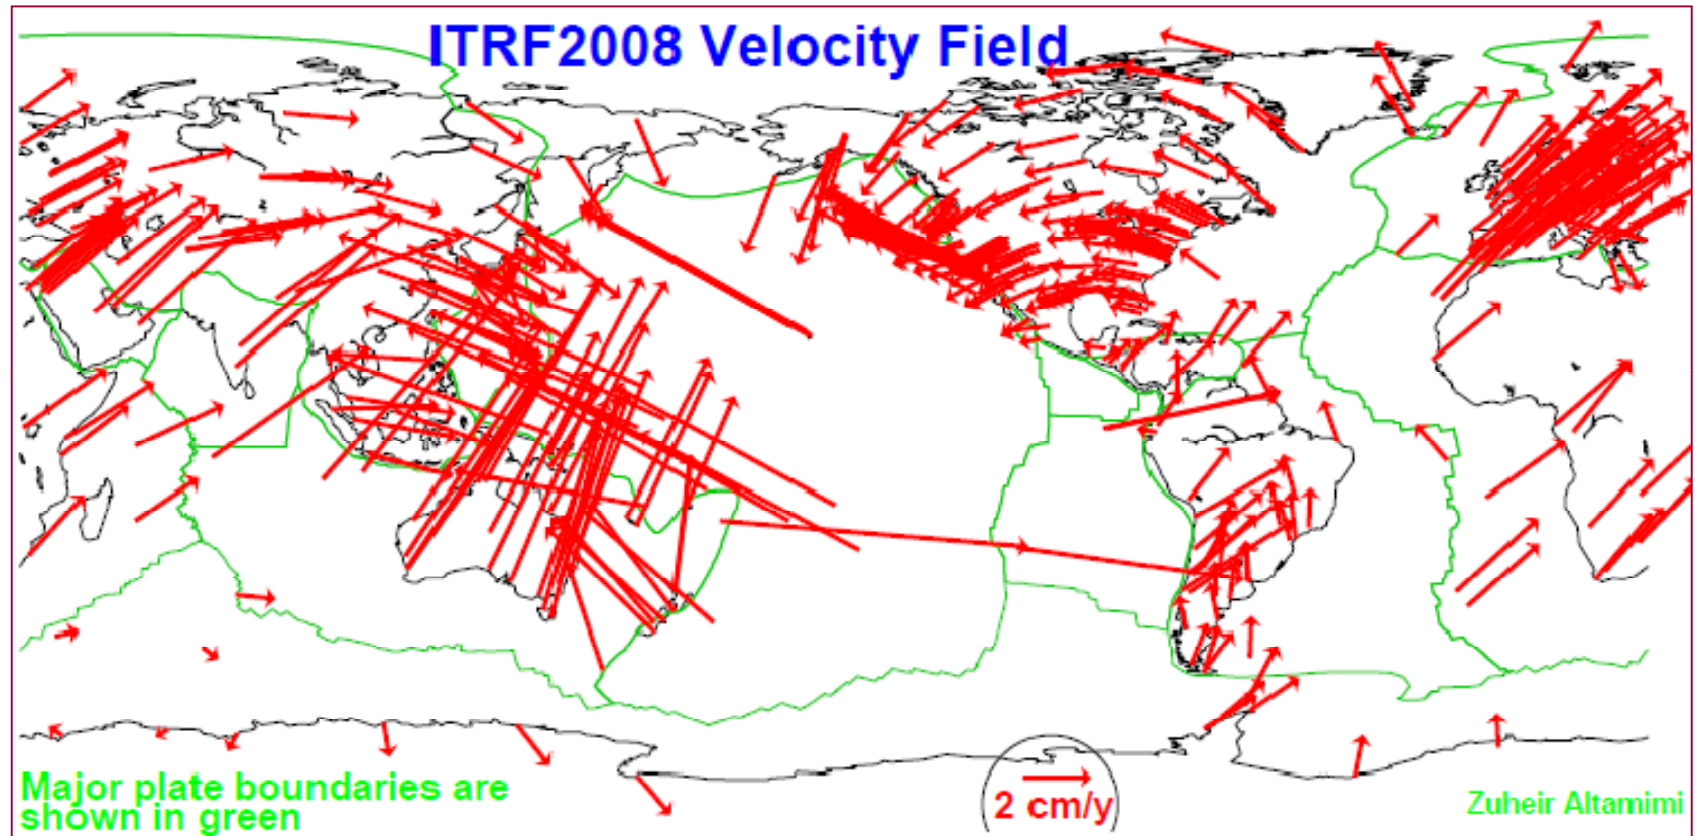 ITRF2008 Velocity Field
Major plate boundaries are
shown in green
2 cm/y
Zuheir Altamimi